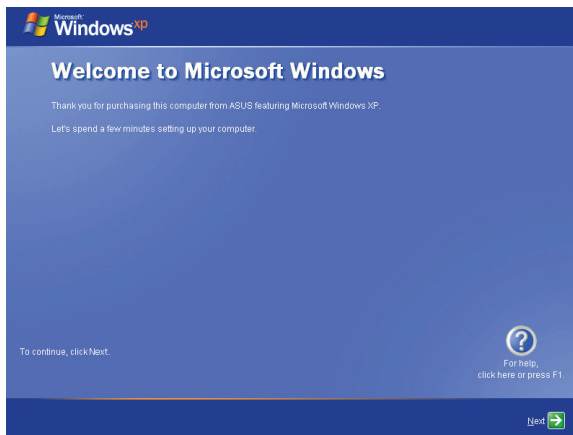 Microsoft®
Windows xp
Welcome to Microsoft Windows
Thank you for purchasing this computer from ASUS featuring Microsoft Windows XP.
Let's spend a few minutes setting up your computer.
To continue, click Next.
For help,
click here or press F1.
Next